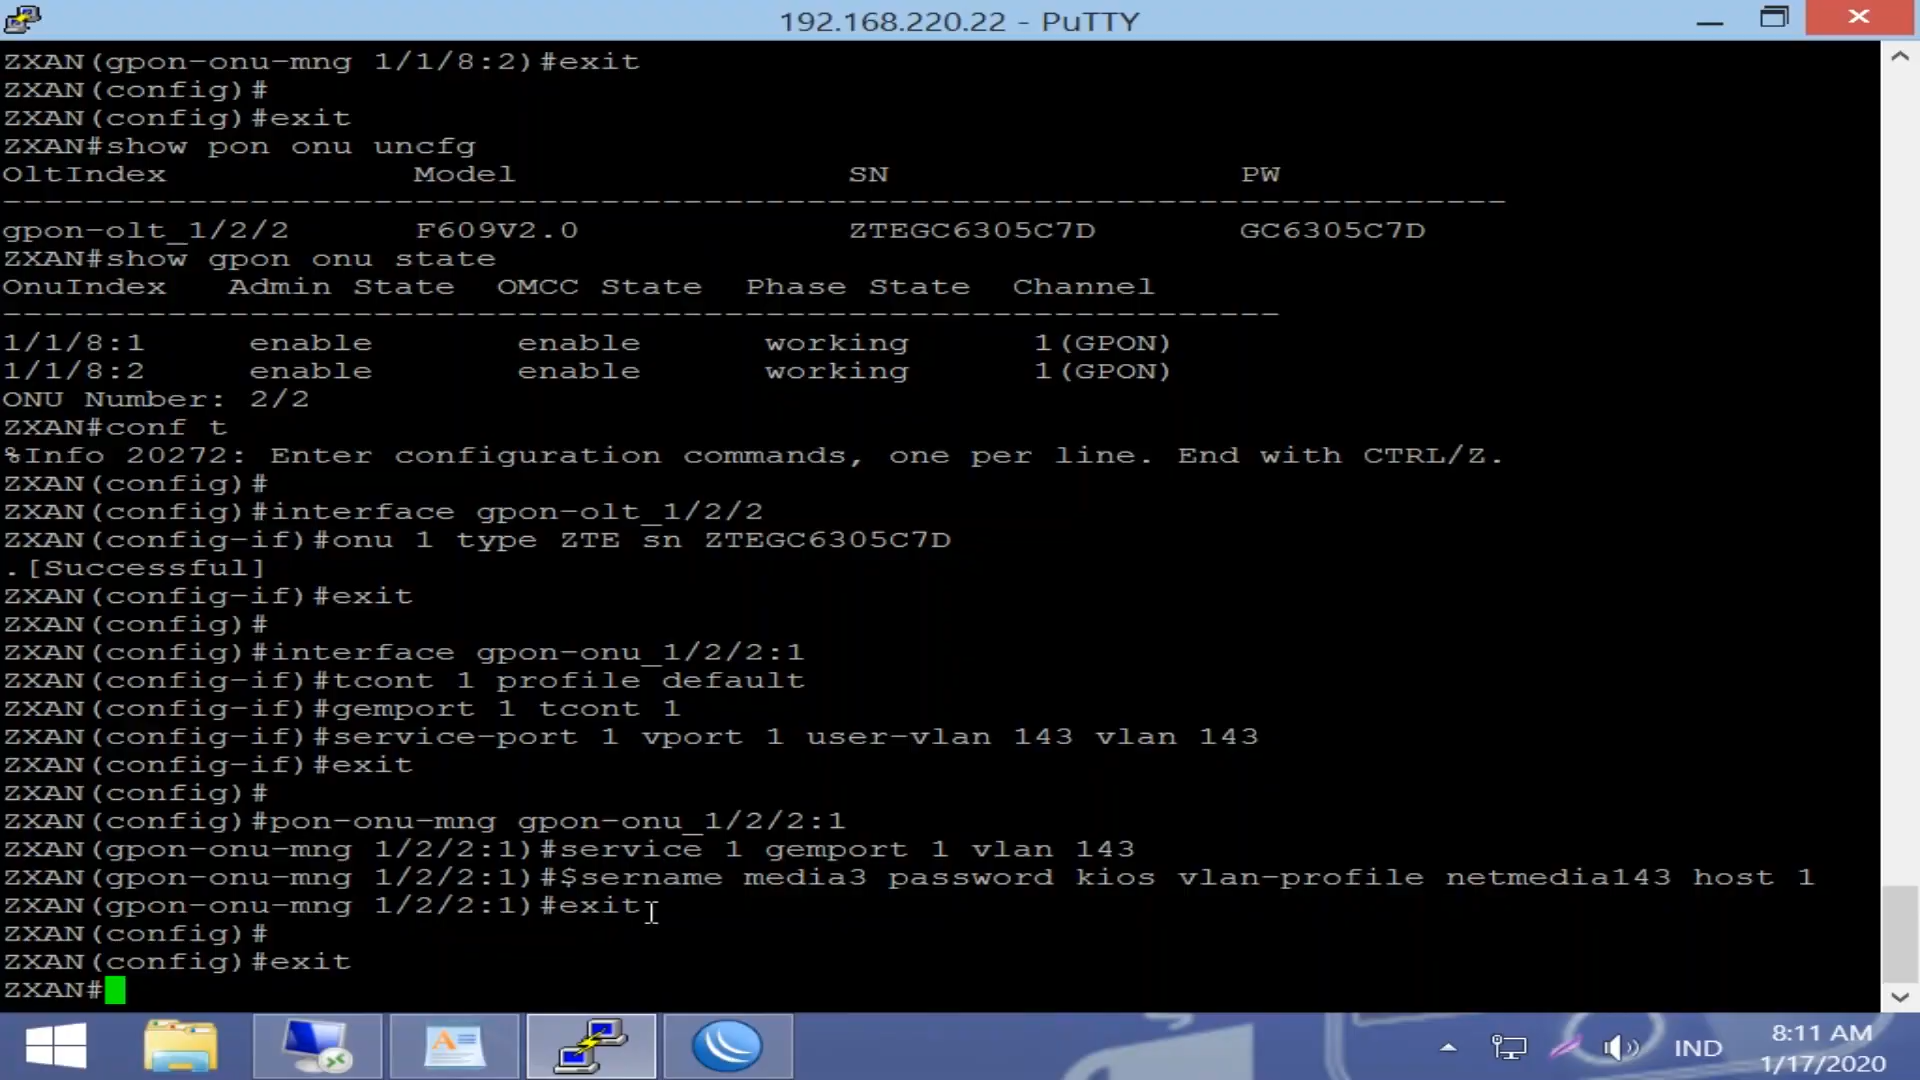 192.168.220.22 - PuTTY
ZXAN(gpon-onu-mng 1/1/8:2)#exit
ZXAN(config)#
ZXAN(config)#exit
ZXAN#show pon onu uncfg
OltIndex Model SN PW
--------------------------------------------------------------------------
gpon-olt_1/2/2 F609V2.0 ZTEGC6305C7D GC6305C7D
ZXAN#show gpon onu state
OnuIndex Admin State OMCC State Phase State Channel
---------------------------------------------------------------
1/1/8:1 enable enable working 1(GPON)
1/1/8:2 enable enable working 1(GPON)
ONU Number: 2/2
ZXAN#conf t
%Info 20272: Enter configuration commands, one per line. End with CTRL/Z.
ZXAN(config)#
ZXAN(config)#interface gpon-olt_1/2/2
ZXAN(config-if)#onu 1 type ZTE sn ZTEGC6305C7D
.[Successful]
ZXAN(config-if)#exit
ZXAN(config)#
ZXAN(config)#interface gpon-onu_1/2/2:1
ZXAN(config-if)#tcont 1 profile default
ZXAN(config-if)#gemport 1 tcont 1
ZXAN(config-if)#service-port 1 vport 1 user-vlan 143 vlan 143
ZXAN(config-if)#exit
ZXAN(config)#
ZXAN(config)#pon-onu-mng gpon-onu_1/2/2:1
ZXAN(gpon-onu-mng 1/2/2:1)#service 1 gemport 1 vlan 143
ZXAN(gpon-onu-mng 1/2/2:1)#$sername media3 password kios vlan-profile netmedia143 host 1
ZXAN(gpon-onu-mng 1/2/2:1)#exit
ZXAN(config)#
ZXAN(config)#exit
ZXAN#
IND
8:11 AM
1/17/2020